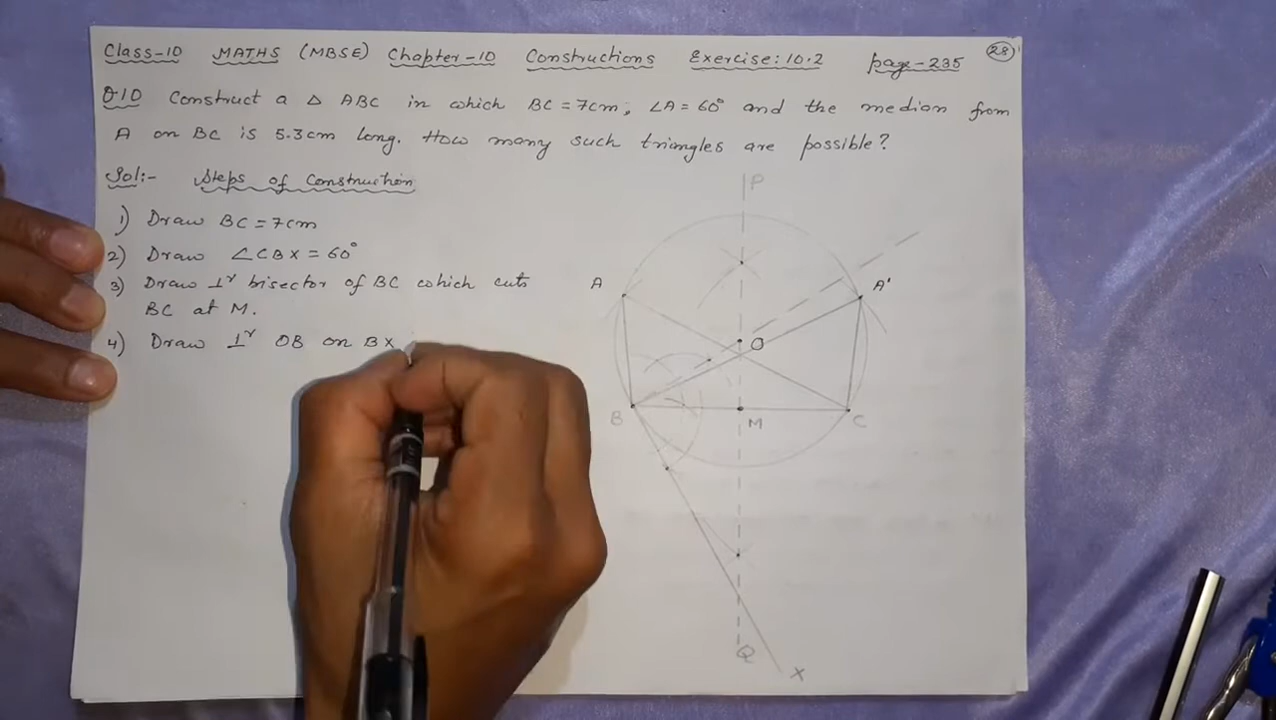 Class-10 MATHS (MBSE) Chapter-10 Constructions Exercise: 10.2 page-235 28
Q.10 Construct a Δ ABC in which BC = 7cm, ∠A = 60° and the median from
A on BC is 5.3cm long. How many such triangles are possible?
Sol:- Steps of Construction
1) Draw BC = 7cm
2) Draw ∠CBX = 60°
3) Draw ⊥r bisector of BC which cuts
BC at M.
4) Draw ⊥r OB on BX
P
A
A'
O
B
M
C
Q
X